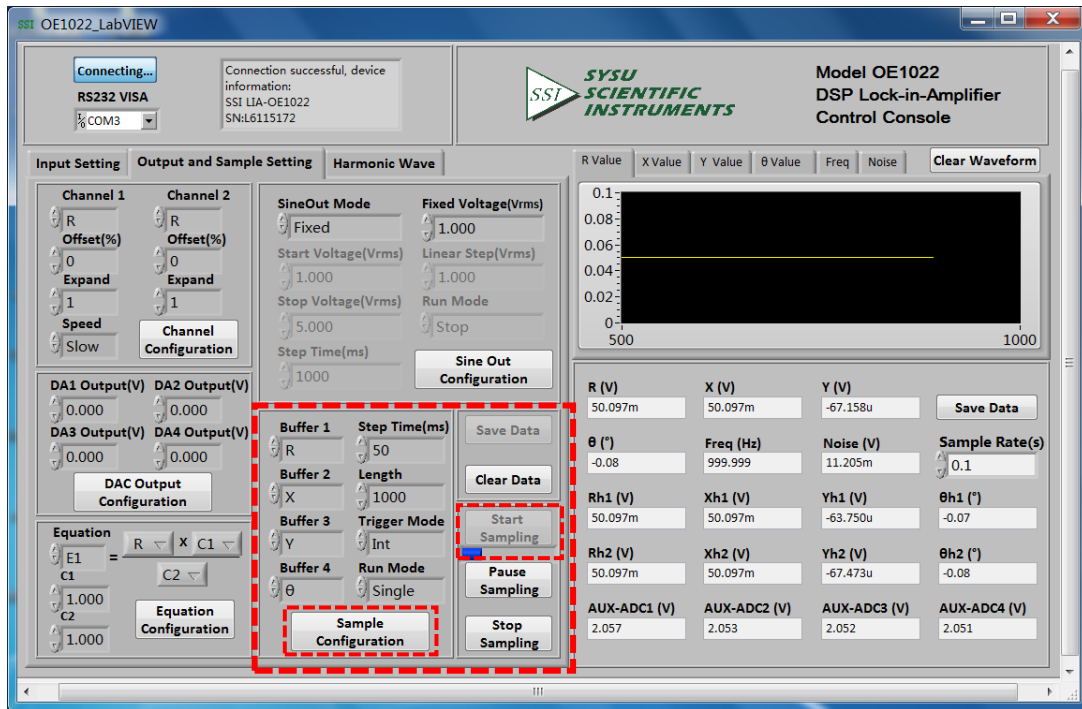 SSI OE1022_LabVIEW
Connecting...
RS232 VISA
COM3
Connection successful, device
information:
SSI LIA-OE1022
SN:L6115172
SSI
SYSU
SCIENTIFIC
INSTRUMENTS
Model OE1022
DSP Lock-in-Amplifier
Control Console
Input Setting Output and Sample Setting Harmonic Wave
Channel 1 Channel 2
R R
Offset(%) Offset(%)
0 0
Expand Expand
1 1
Speed
Slow
Channel
Configuration
DA1 Output(V) DA2 Output(V)
0.000 0.000
DA3 Output(V) DA4 Output(V)
0.000 0.000
DAC Output
Configuration
Equation
E1 = R X C1
C2
C1
1.000
C2
1.000
Equation
Configuration
SineOut Mode Fixed Voltage(Vrms)
Fixed 1.000
Start Voltage(Vrms) Linear Step(Vrms)
1.000 1.000
Stop Voltage(Vrms) Run Mode
5.000 Stop
Step Time(ms)
1000
Sine Out
Configuration
Buffer 1 Step Time(ms)
R 50
Buffer 2 Length
X 1000
Buffer 3 Trigger Mode
Y Int
Buffer 4 Run Mode
θ Single
Sample
Configuration
Save Data
Clear Data
Start
Sampling
Pause
Sampling
Stop
Sampling
R Value X Value Y Value θ Value Freq Noise Clear Waveform
0.1
0.08
0.06
0.04
0.02
0
500 1000
R (V) X (V) Y (V)
50.097m 50.097m -67.158u Save Data
θ (°) Freq (Hz) Noise (V) Sample Rate(s)
-0.08 999.999 11.205m 0.1
Rh1 (V) Xh1 (V) Yh1 (V) θh1 (°)
50.097m 50.097m -63.750u -0.07
Rh2 (V) Xh2 (V) Yh2 (V) θh2 (°)
50.097m 50.097m -67.473u -0.08
AUX-ADC1 (V) AUX-ADC2 (V) AUX-ADC3 (V) AUX-ADC4 (V)
2.057 2.053 2.052 2.051